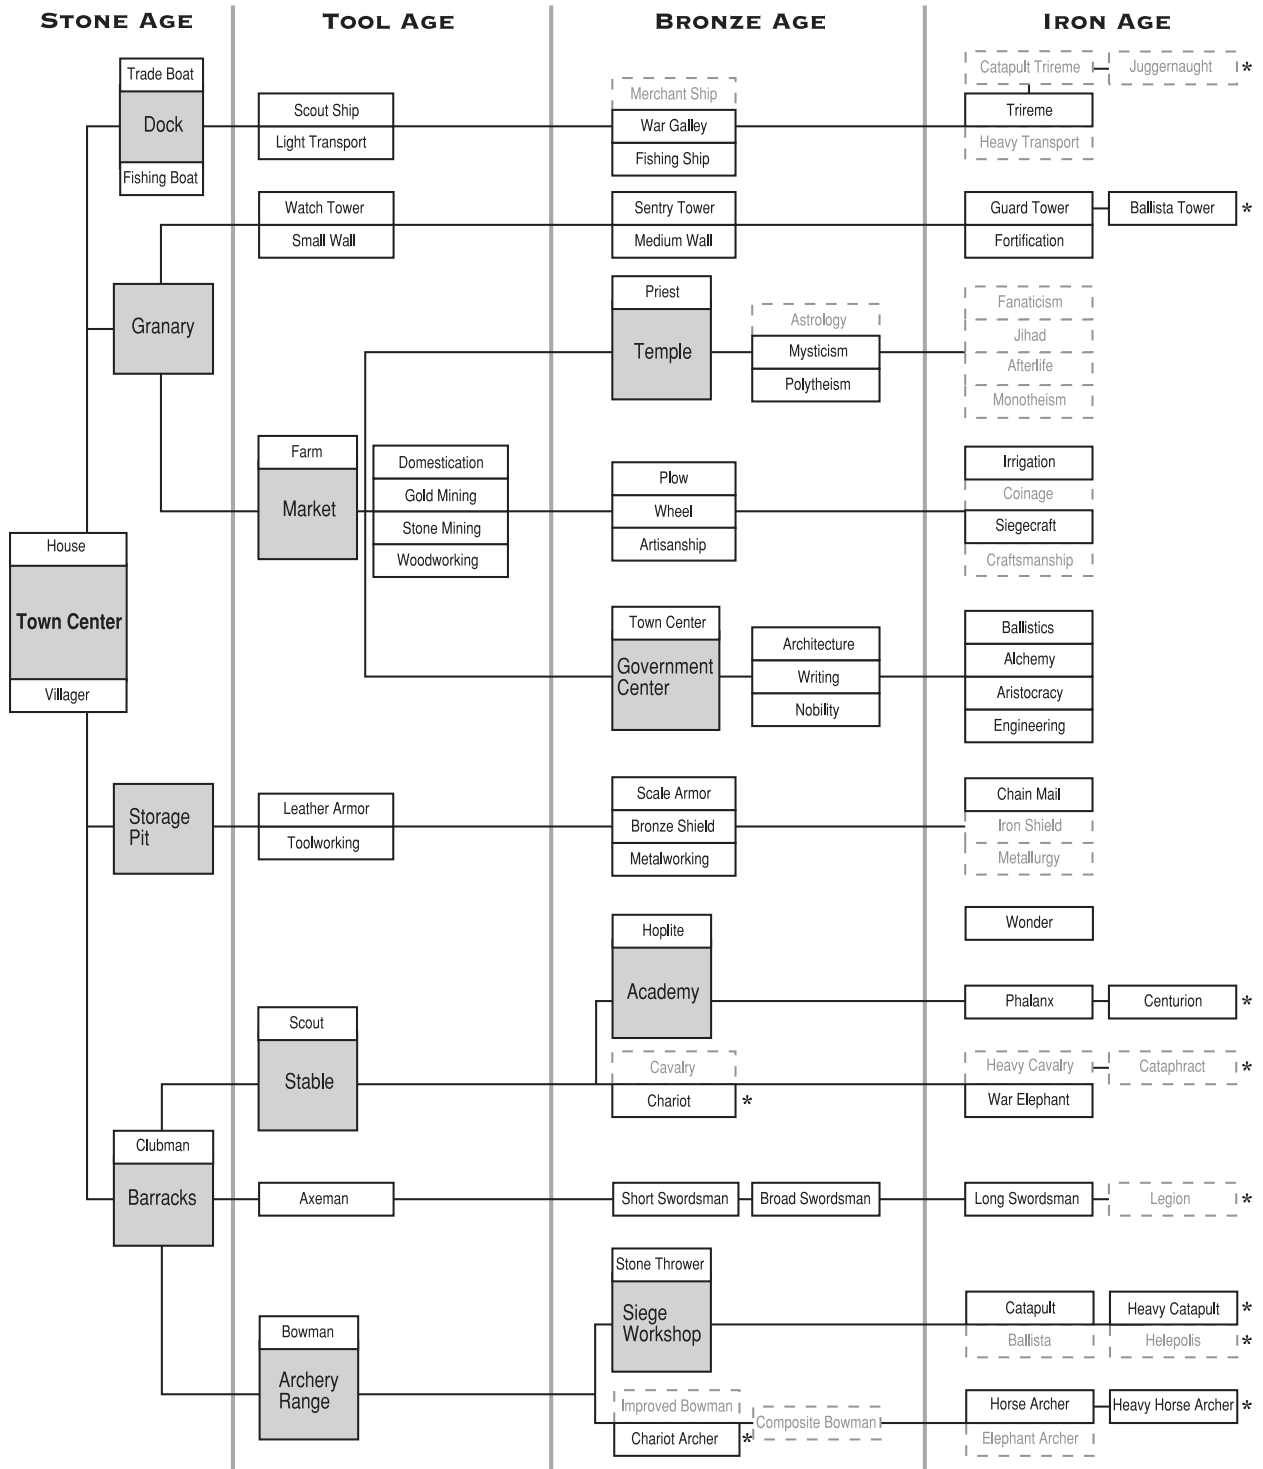 STONE AGE
TOOL AGE
BRONZE AGE
IRON AGE
Trade Boat
Dock
Fishing Boat
Scout Ship
Light Transport
Merchant Ship
War Galley
Fishing Ship
Catapult Trireme
Juggernaught *
Trireme
Heavy Transport
Watch Tower
Small Wall
Sentry Tower
Medium Wall
Guard Tower
Ballista Tower *
Fortification
Granary
Priest
Temple
Astrology
Mysticism
Polytheism
Fanaticism
Jihad
Afterlife
Monotheism
Farm
Market
Domestication
Gold Mining
Stone Mining
Woodworking
Plow
Wheel
Artisanship
Irrigation
Coinage
Siegecraft
Craftsmanship
House
Town Center
Villager
Town Center
Government
Center
Architecture
Writing
Nobility
Ballistics
Alchemy
Aristocracy
Engineering
Storage
Pit
Leather Armor
Toolworking
Scale Armor
Bronze Shield
Metalworking
Chain Mail
Iron Shield
Metallurgy
Wonder
Hoplite
Academy
Phalanx
Centurion *
Scout
Stable
Cavalry
Chariot *
Heavy Cavalry
Cataphract *
War Elephant
Clubman
Barracks
Axeman
Short Swordsman
Broad Swordsman
Long Swordsman
Legion *
Stone Thrower
Siege
Workshop
Catapult
Heavy Catapult *
Ballista
Helepolis *
Bowman
Archery
Range
Improved Bowman
Chariot Archer *
Composite Bowman
Horse Archer
Heavy Horse Archer *
Elephant Archer